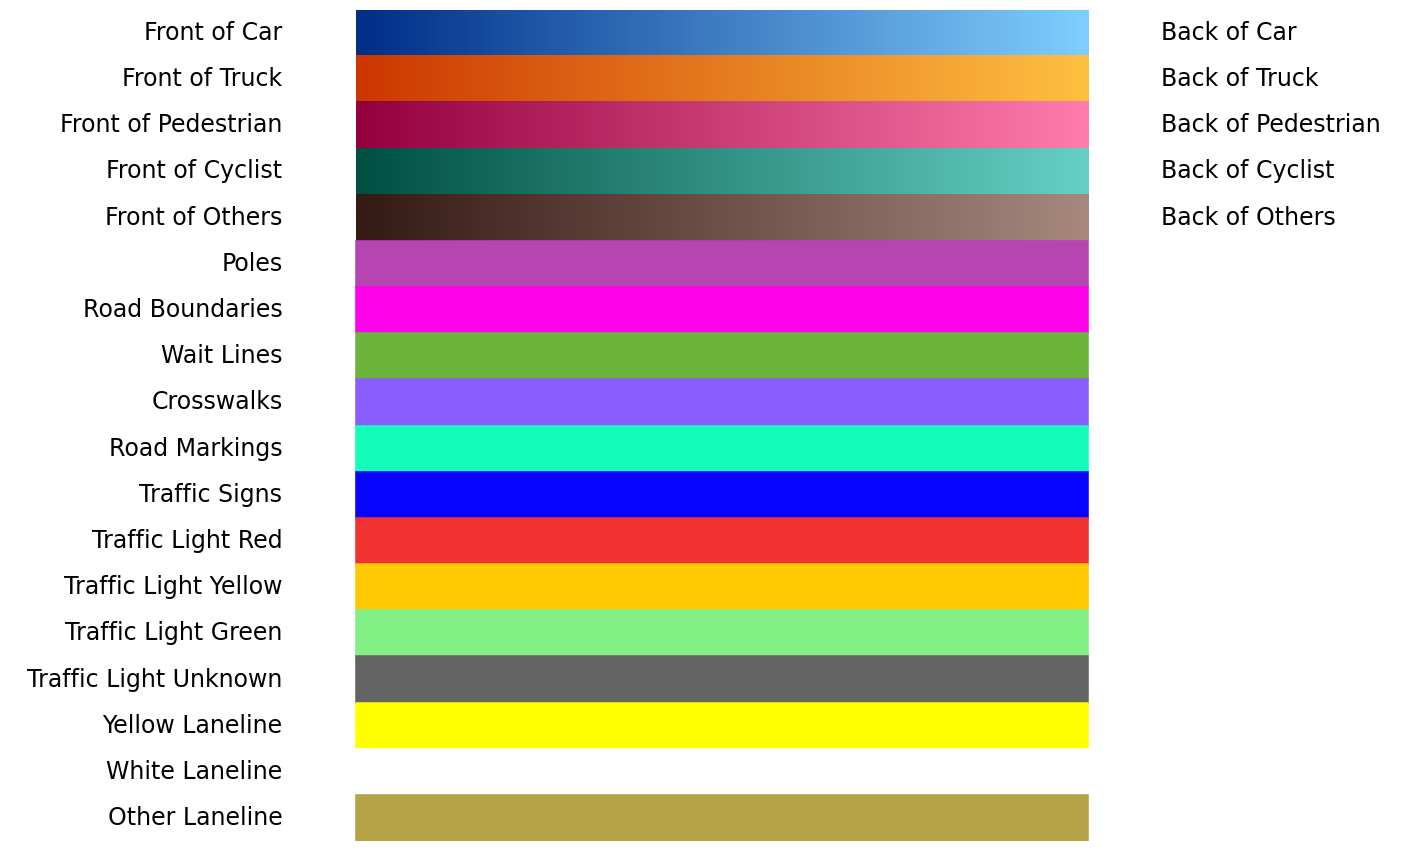 Front of Car Back of Car
Front of Truck Back of Truck
Front of Pedestrian Back of Pedestrian
Front of Cyclist Back of Cyclist
Front of Others Back of Others
Poles
Road Boundaries
Wait Lines
Crosswalks
Road Markings
Traffic Signs
Traffic Light Red
Traffic Light Yellow
Traffic Light Green
Traffic Light Unknown
Yellow Laneline
White Laneline
Other Laneline